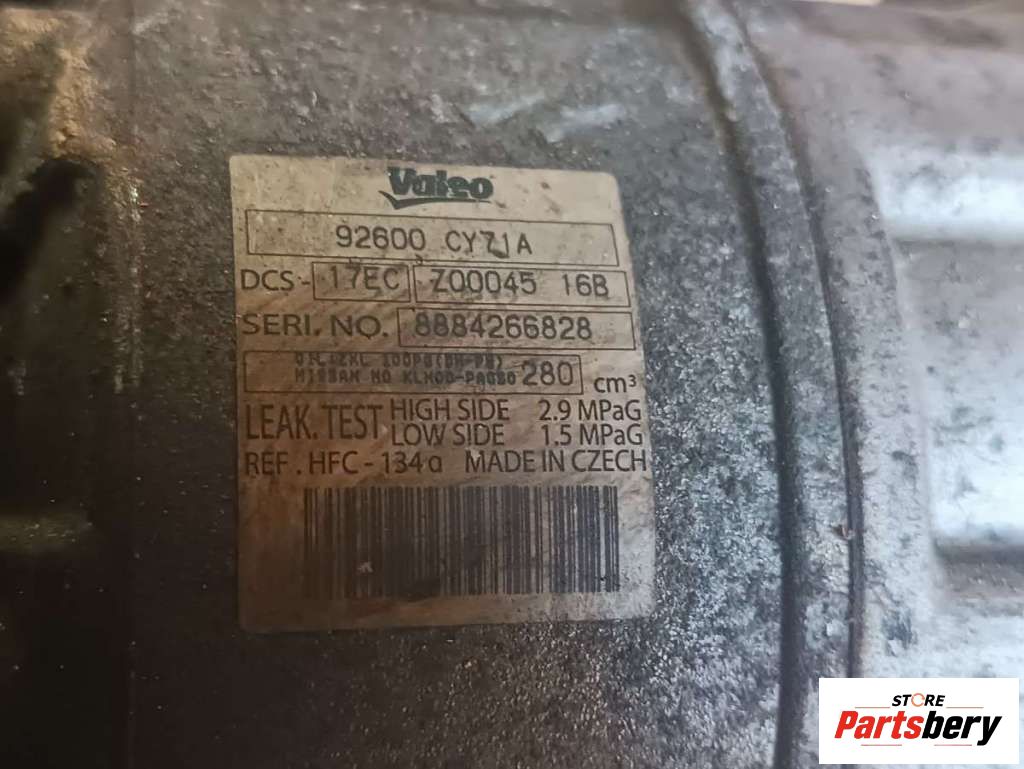 Valeo
92600 CY71A
DCS- 17EC Z00045 16B
SERI. NO. 8884266828
280 cm³
LEAK. TEST HIGH SIDE 2.9 MPaG
LOW SIDE 1.5 MPaG
REF. HFC-134a MADE IN CZECH
STORE
Partsbery